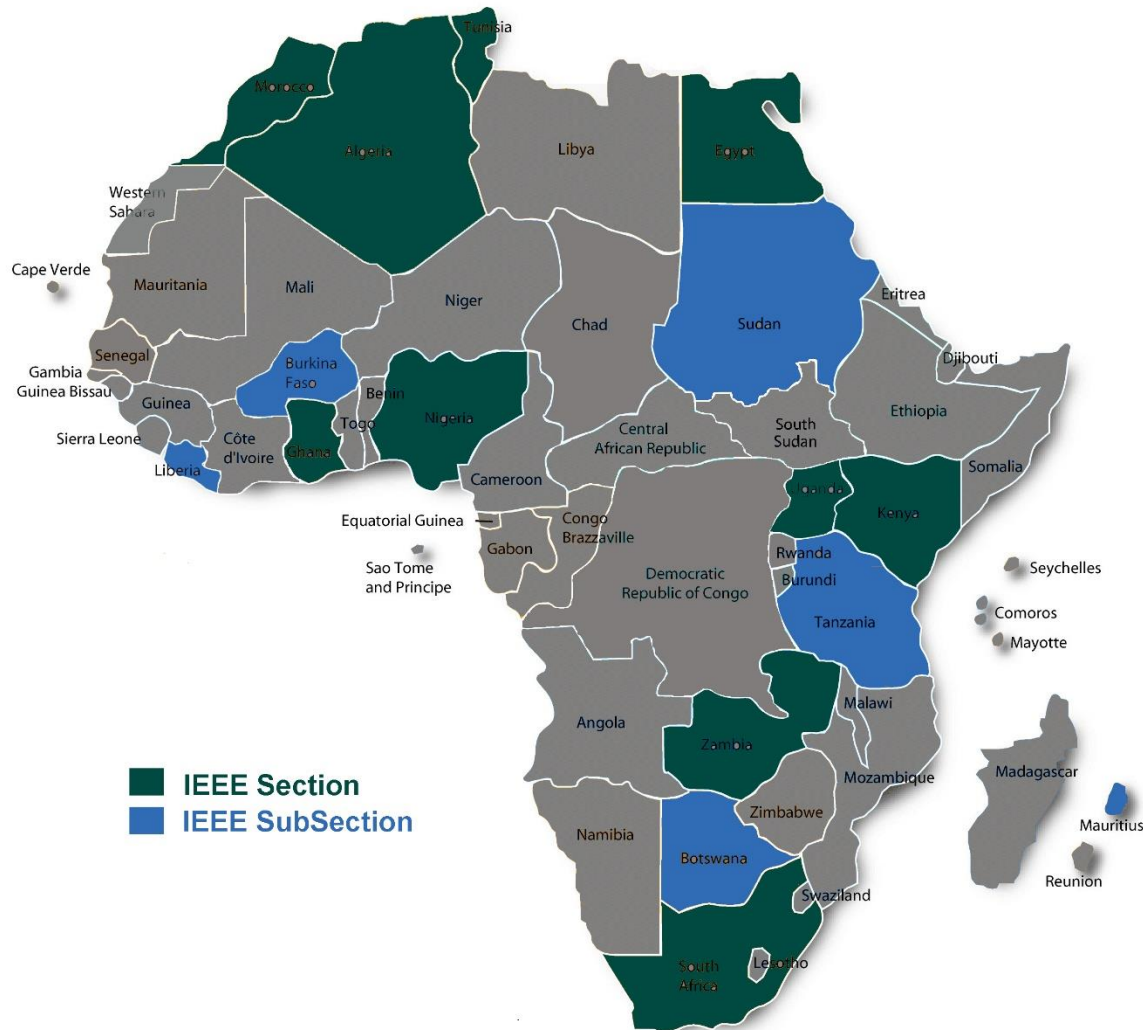 Tunisia
Morocco
Algeria
Libya
Egypt
Western
Sahara
Cape Verde
Mauritania
Mali
Niger
Chad
Sudan
Eritrea
Senegal
Gambia
Guinea Bissau
Burkina
Faso
Djibouti
Guinea
Benin
Nigeria
Togo
Ethiopia
Sierra Leone
Côte
d'Ivoire
Ghana
Central
African Republic
South
Sudan
Liberia
Cameroon
Somalia
Uganda
Kenya
Equatorial Guinea
Congo
Brazzaville
Gabon
Rwanda
Sao Tome
and Principe
Democratic
Republic of Congo
Burundi
Seychelles
Tanzania
Comoros
Mayotte
Malawi
Angola
Zambia
Mozambique
Madagascar
IEEE Section
IEEE SubSection
Zimbabwe
Mauritius
Namibia
Botswana
Reunion
Swaziland
Lesotho
South
Africa